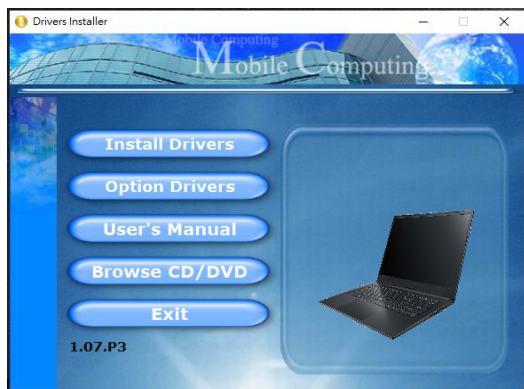 Drivers Installer
Mobile Computing
Mobile Computing
Install Drivers
Option Drivers
User's Manual
Browse CD/DVD
Exit
1.07.P3